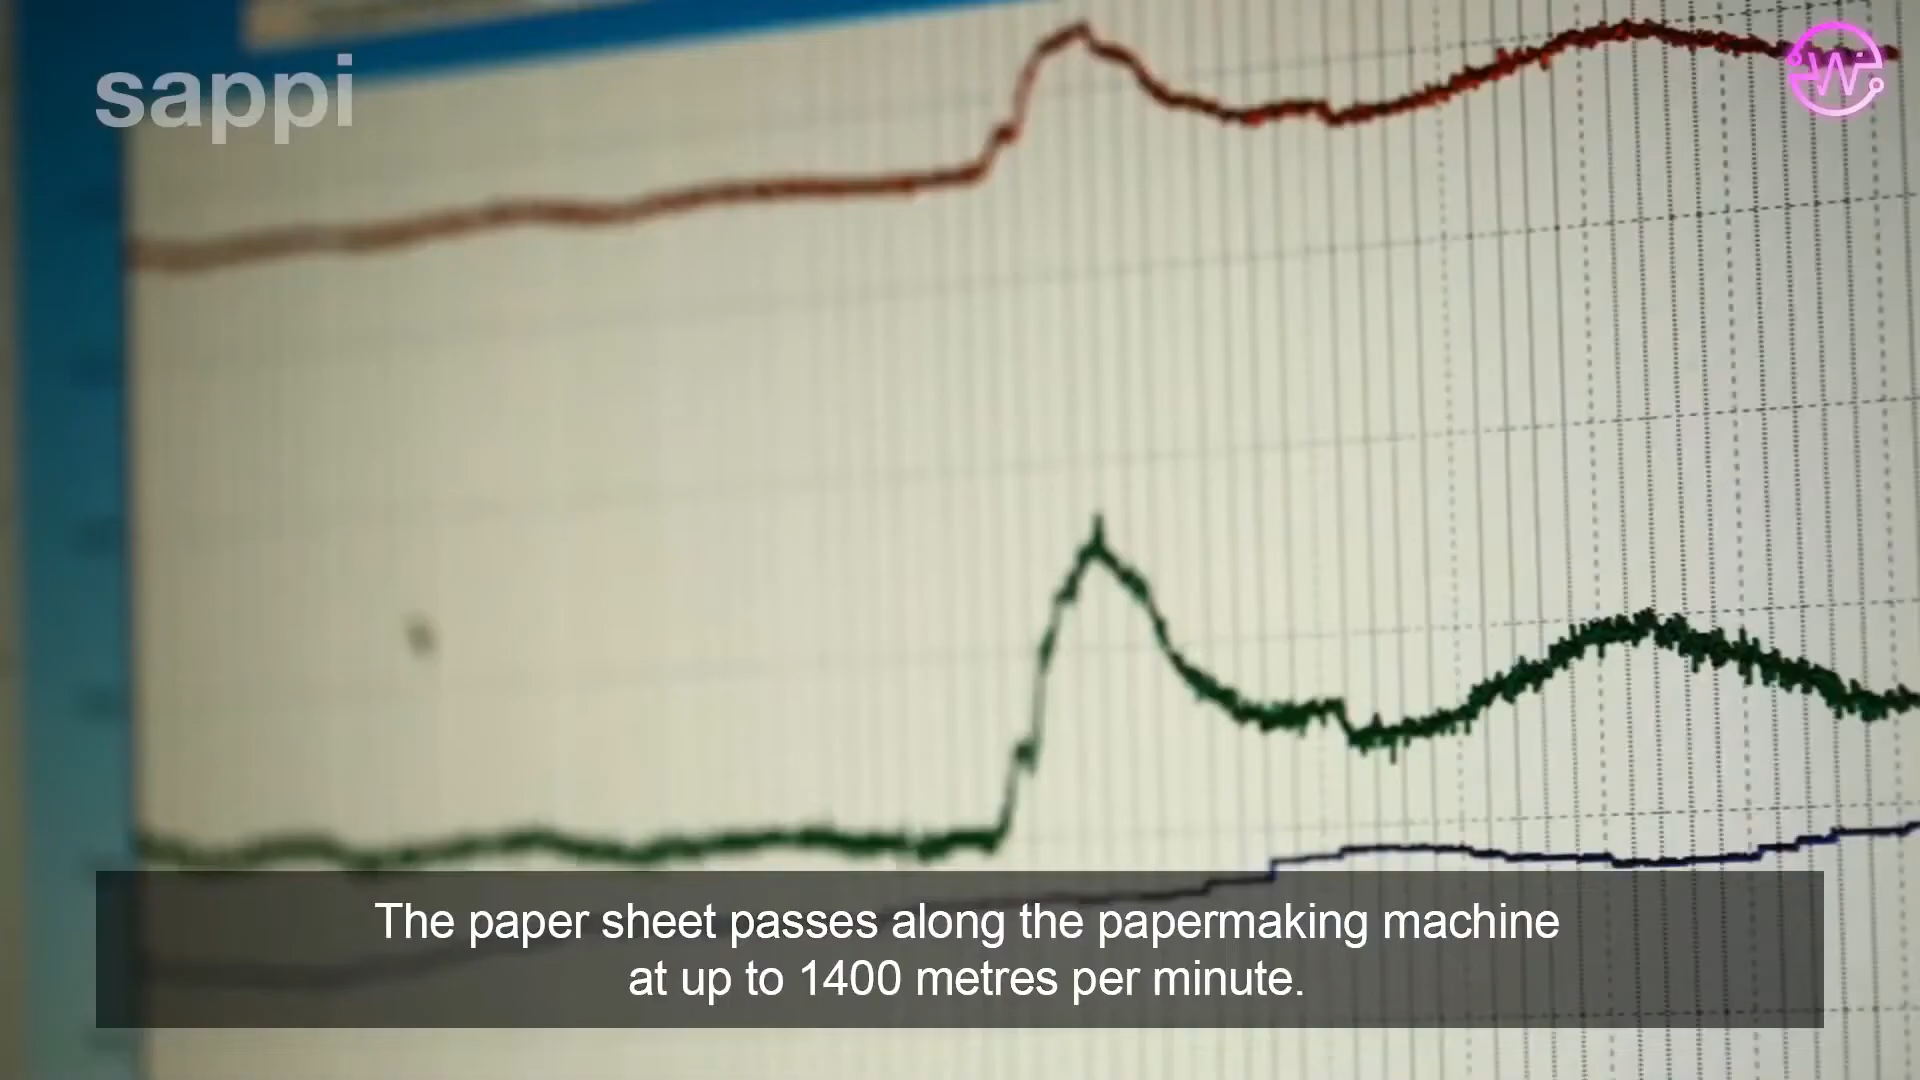 sappi
W
The paper sheet passes along the papermaking machine
at up to 1400 metres per minute.